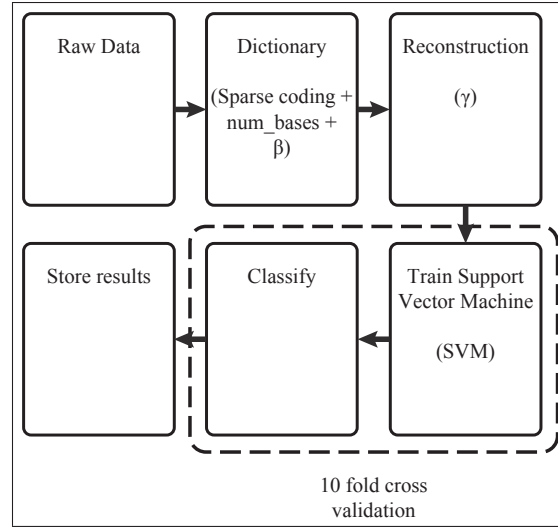 Raw Data
Dictionary
(Sparse coding +
num_bases +
β)
Reconstruction
(γ)
Store results
Classify
Train Support
Vector Machine
(SVM)
10 fold cross
validation